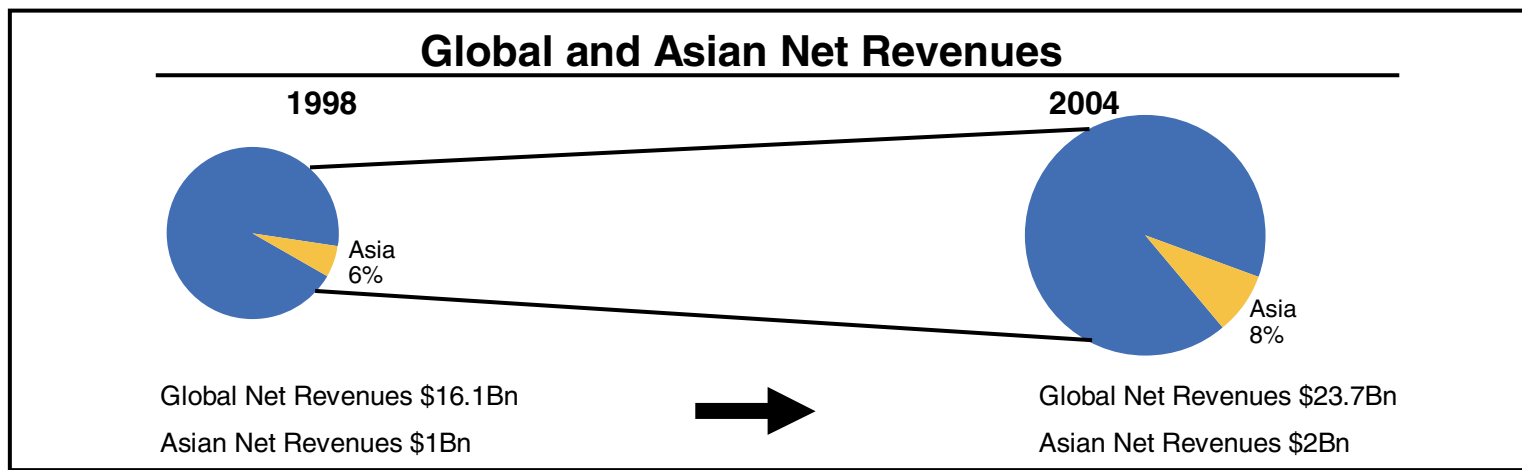 Global and Asian Net Revenues
1998
2004
Asia
6%
Asia
8%
Global Net Revenues $16.1Bn
Asian Net Revenues $1Bn
Global Net Revenues $23.7Bn
Asian Net Revenues $2Bn